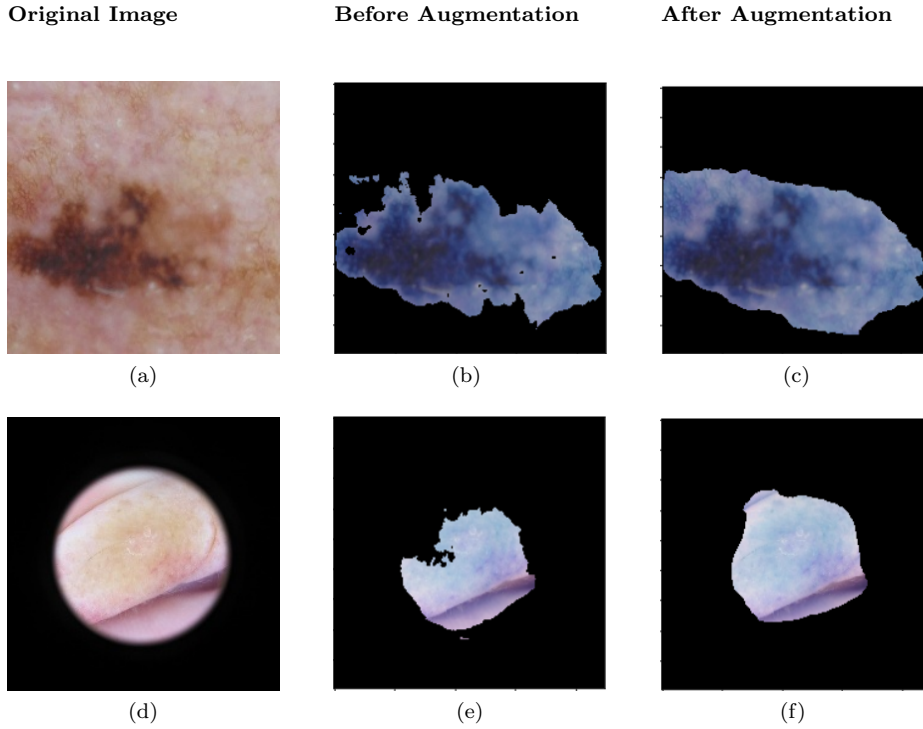 Original Image Before Augmentation After Augmentation
(a) (b) (c)
(d) (e) (f)